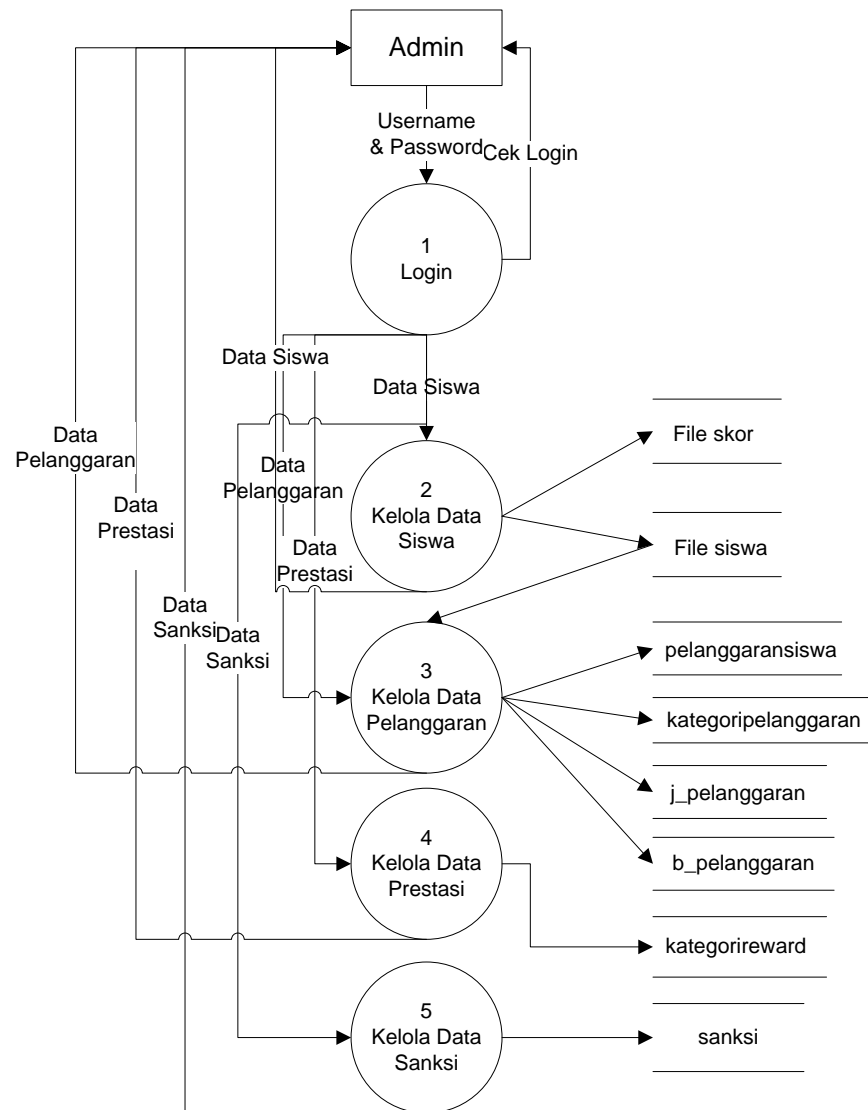 Admin
Username
& Password
Cek Login
1
Login
Data Siswa
Data Siswa
Data
Pelanggaran
Data
Pelanggaran
File skor
2
Kelola Data
Siswa
Data
Prestasi
Data
Prestasi
File siswa
Data
Sanksi
Data
Sanksi
3
Kelola Data
Pelanggaran
pelanggaransiswa
kategoripelanggaran
j_pelanggaran
4
Kelola Data
Prestasi
b_pelanggaran
kategorireward
5
Kelola Data
Sanksi
sanksi